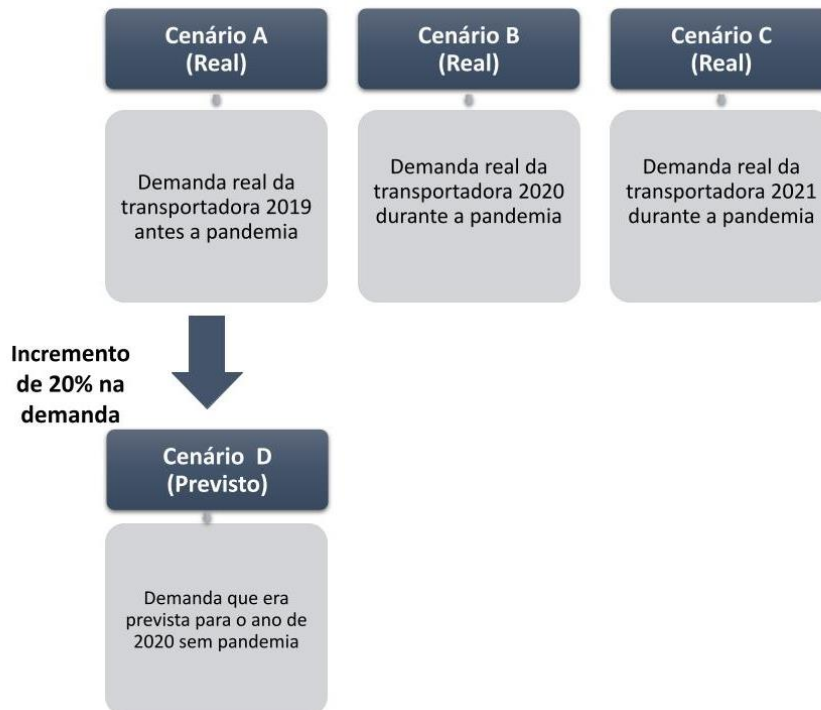 Cenário A
(Real)
Cenário B
(Real)
Cenário C
(Real)
Demanda real da
transportadora 2019
antes a pandemia
Demanda real da
transportadora 2020
durante a pandemia
Demanda real da
transportadora 2021
durante a pandemia
Incremento
de 20% na
demanda
Cenário D
(Previsto)
Demanda que era
prevista para o ano de
2020 sem pandemia